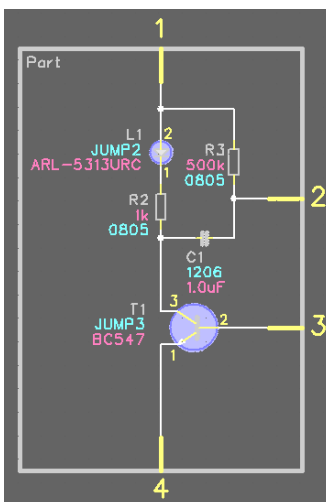 1
Part
L1
2
JUMP2
ARL-5313URC
1
R3
500k
0805
R2
1k
0805
2
C1
1206
1.0uF
T1
3
JUMP3
2
3
BC547
1
4